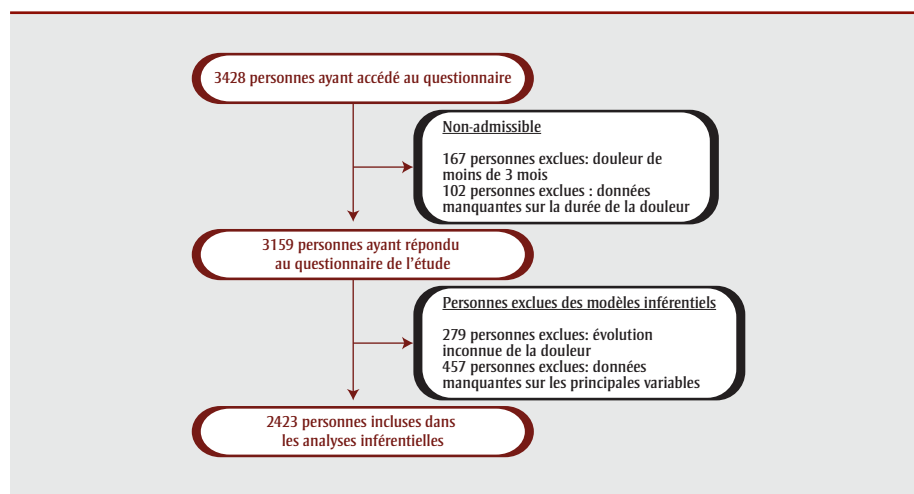 3428 personnes ayant accédé au questionnaire
Non-admissible
167 personnes exclues: douleur de
moins de 3 mois
102 personnes exclues : données
manquantes sur la durée de la douleur
3159 personnes ayant répondu
au questionnaire de l'étude
Personnes exclues des modèles inférentiels
279 personnes exclues: évolution
inconnue de la douleur
457 personnes exclues: données
manquantes sur les principales variables
2423 personnes incluses dans
les analyses inférentielles